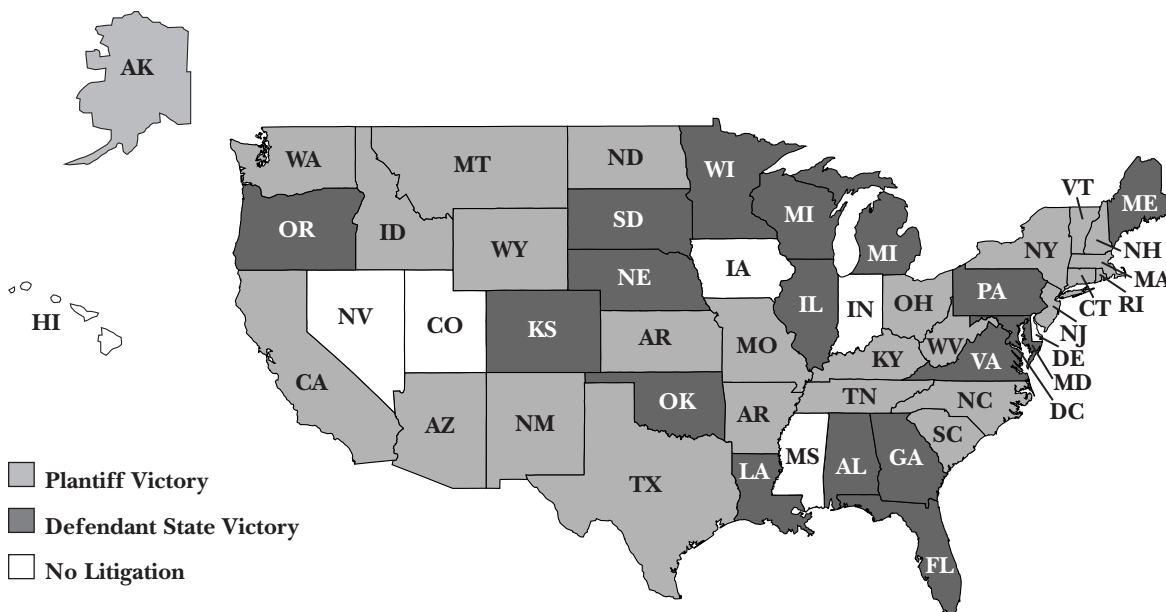 AK
WA
MT
ND
WI
VT
ME
OR
ID
SD
MI
WY
MI
NY
NH
HI
NE
IA
MA
NV
CO
IL
IN
OH
PA
CT
RI
KS
AR
MO
WV
NJ
KY
VA
DE
CA
MD
AZ
NM
OK
AR
TN
NC
DC
SC
MS
AL
GA
LA
TX
FL
Plantiff Victory
Defendant State Victory
No Litigation